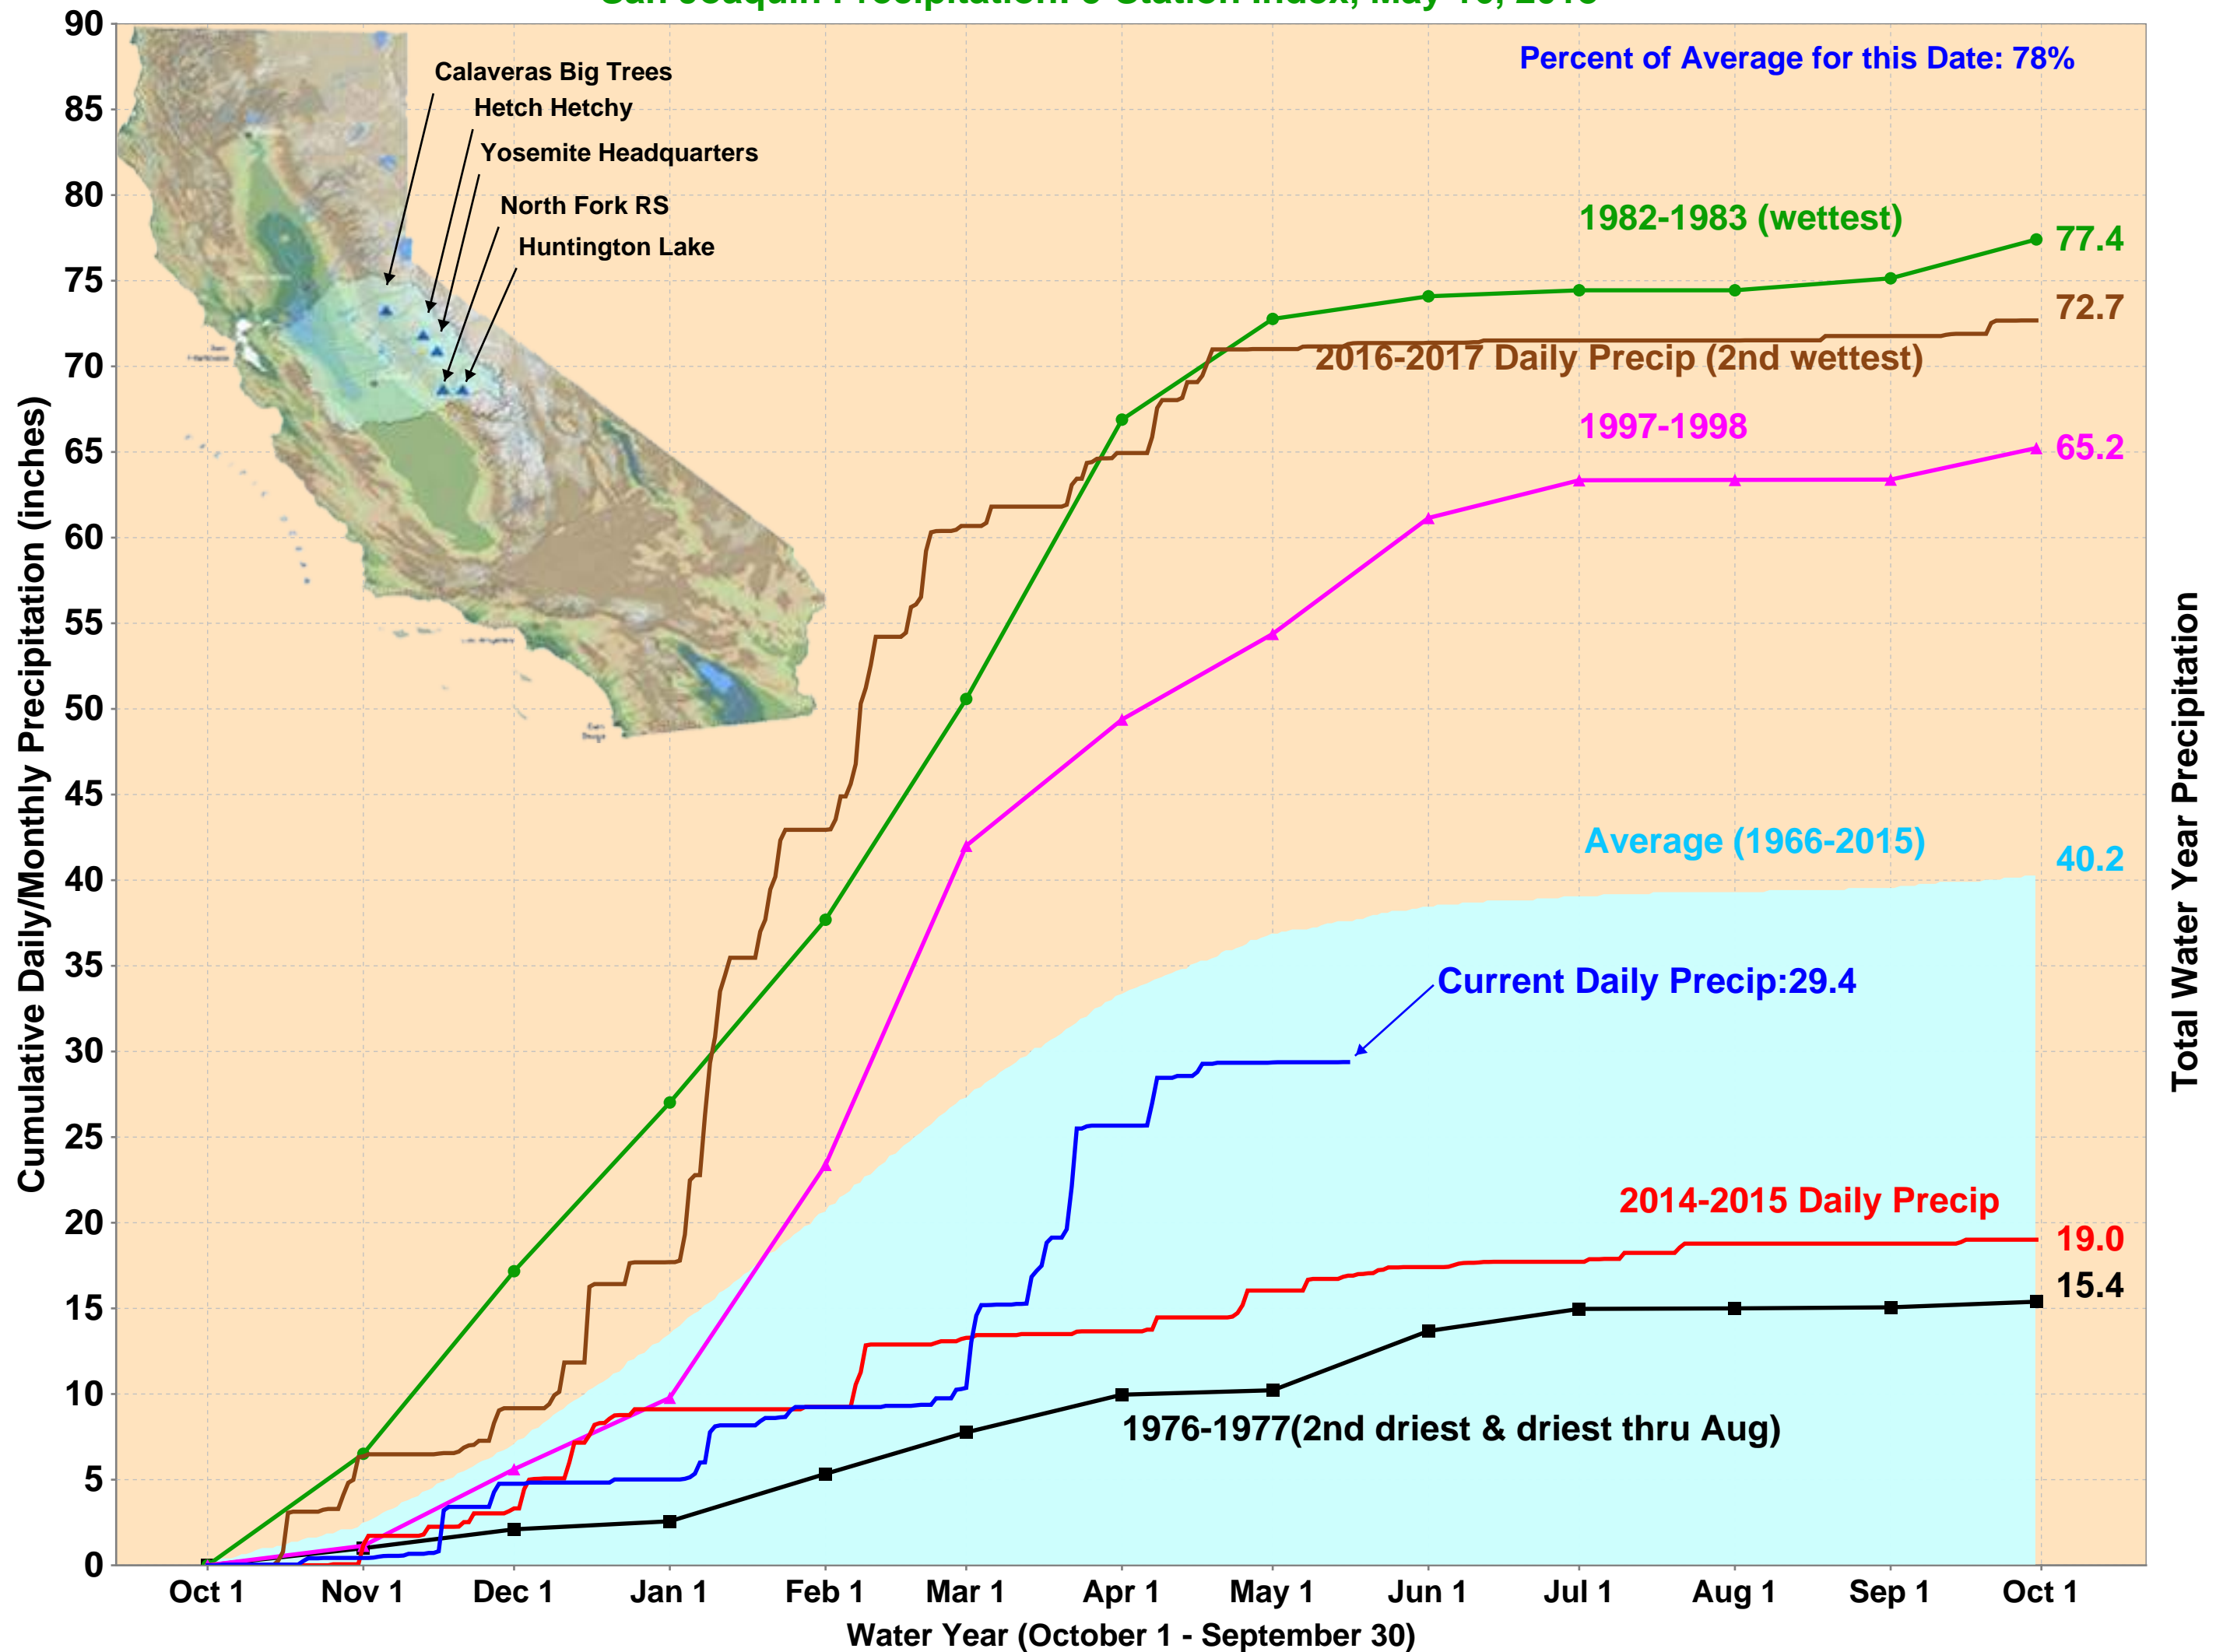 Percent of Average for this Date: 78%
Calaveras Big Trees
Hetch Hetchy
Yosemite Headquarters
North Fork RS
Huntington Lake
1982-1983 (wettest)
77.4
72.7
2016-2017 Daily Precip (2nd wettest)
1997-1998
65.2
Average (1966-2015)
40.2
Current Daily Precip:29.4
2014-2015 Daily Precip
19.0
15.4
1976-1977(2nd driest & driest thru Aug)
Cumulative Daily/Monthly Precipitation (inches)
Total Water Year Precipitation
90
85
80
75
70
65
60
55
50
45
40
35
30
25
20
15
10
5
0
Oct 1 Nov 1 Dec 1 Jan 1 Feb 1 Mar 1 Apr 1 May 1 Jun 1 Jul 1 Aug 1 Sep 1 Oct 1
Water Year (October 1 - September 30)